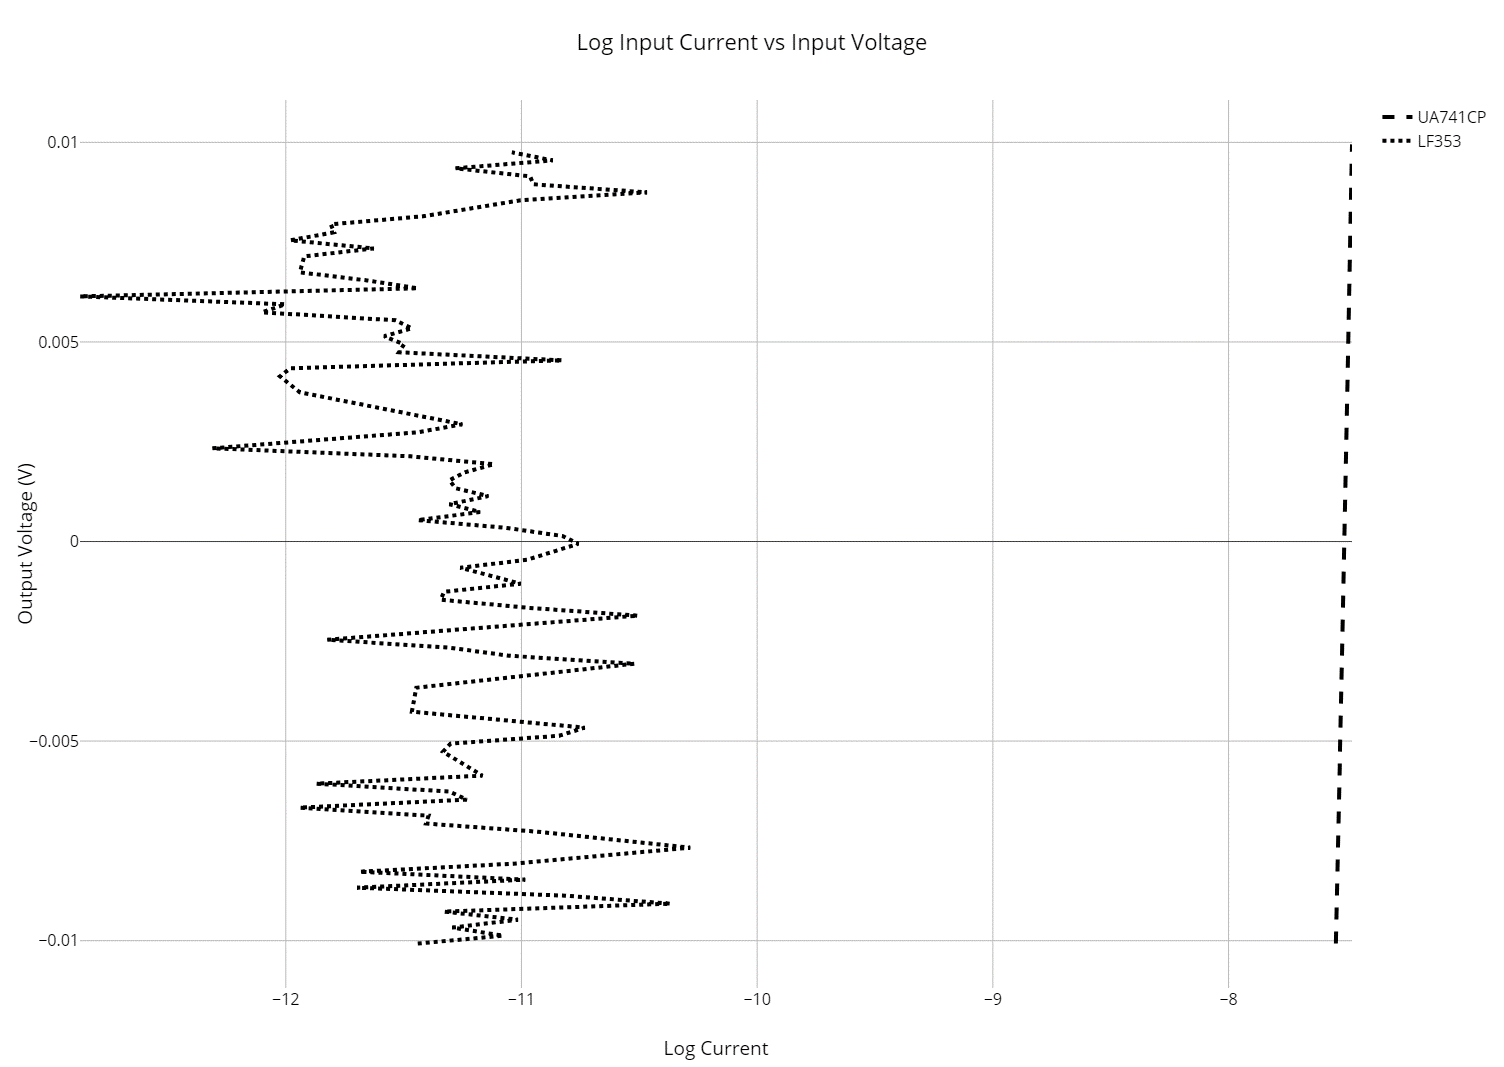 Log Input Current vs Input Voltage
UA741CP
LF353
0.01
0.005
0
−0.005
−0.01
Output Voltage (V)
−12
−11
−10
−9
−8
Log Current